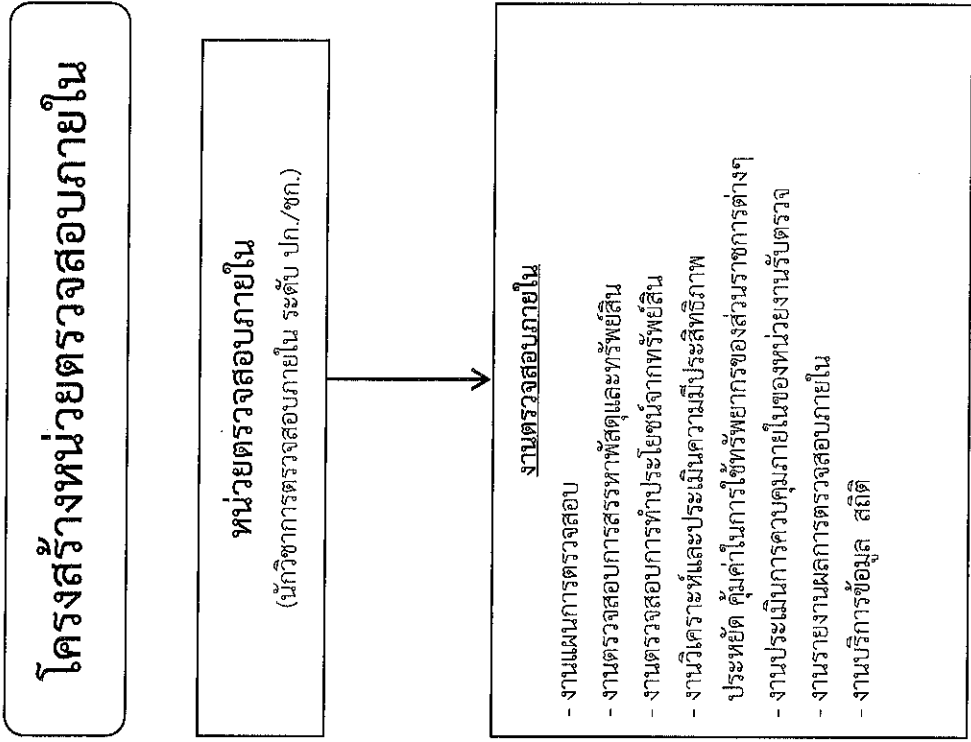 โครงสร้างหน่วยตรวจสอบภายใน
หน่วยตรวจสอบภายใน
(นักวิชาการตรวจสอบภายใน ระดับ ปก./ชก.)
งานตรวจสอบภายใน
- งานแผนการตรวจสอบ
- งานตรวจสอบการสรรหาพัสดุและทรัพย์สิน
- งานตรวจสอบการทำประโยชน์จากทรัพย์สิน
- งานวิเคราะห์และประเมินความมีประสิทธิภาพ
ประหยัด คุ้มค่าในการใช้ทรัพยากรของส่วนราชการต่างๆ
- งานประเมินการควบคุมภายในของหน่วยงานรับตรวจ
- งานรายงานผลการตรวจสอบภายใน
- งานบริการข้อมูล สถิติ